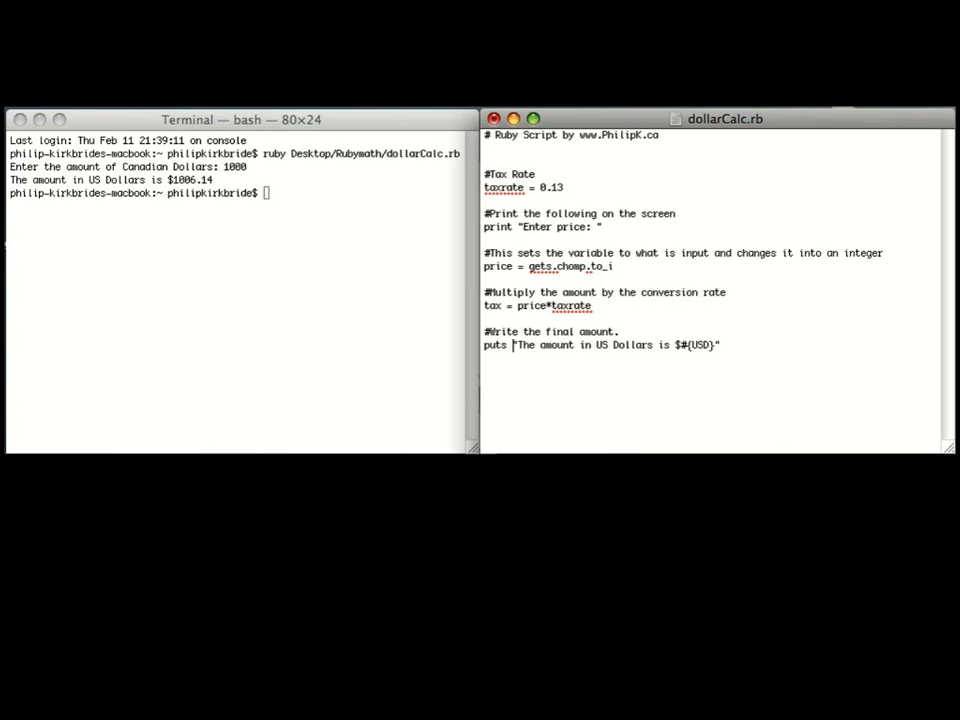 Terminal — bash — 80×24
Last login: Thu Feb 11 21:39:11 on console
philip-kirkbrides-macbook:~ philipkirkbride$ ruby Desktop/Rubymath/dollarCalc.rb
Enter the amount of Canadian Dollars: 1000
The amount in US Dollars is $1006.14
philip-kirkbrides-macbook:~ philipkirkbride$
dollarCalc.rb
# Ruby Script by www.PhilipK.ca
#Tax Rate
taxrate = 0.13
#Print the following on the screen
print "Enter price: "
#This sets the variable to what is input and changes it into an integer
price = gets.chomp.to_i
#Multiply the amount by the conversion rate
tax = price*taxrate
#Write the final amount.
puts "The amount in US Dollars is $#{USD}"